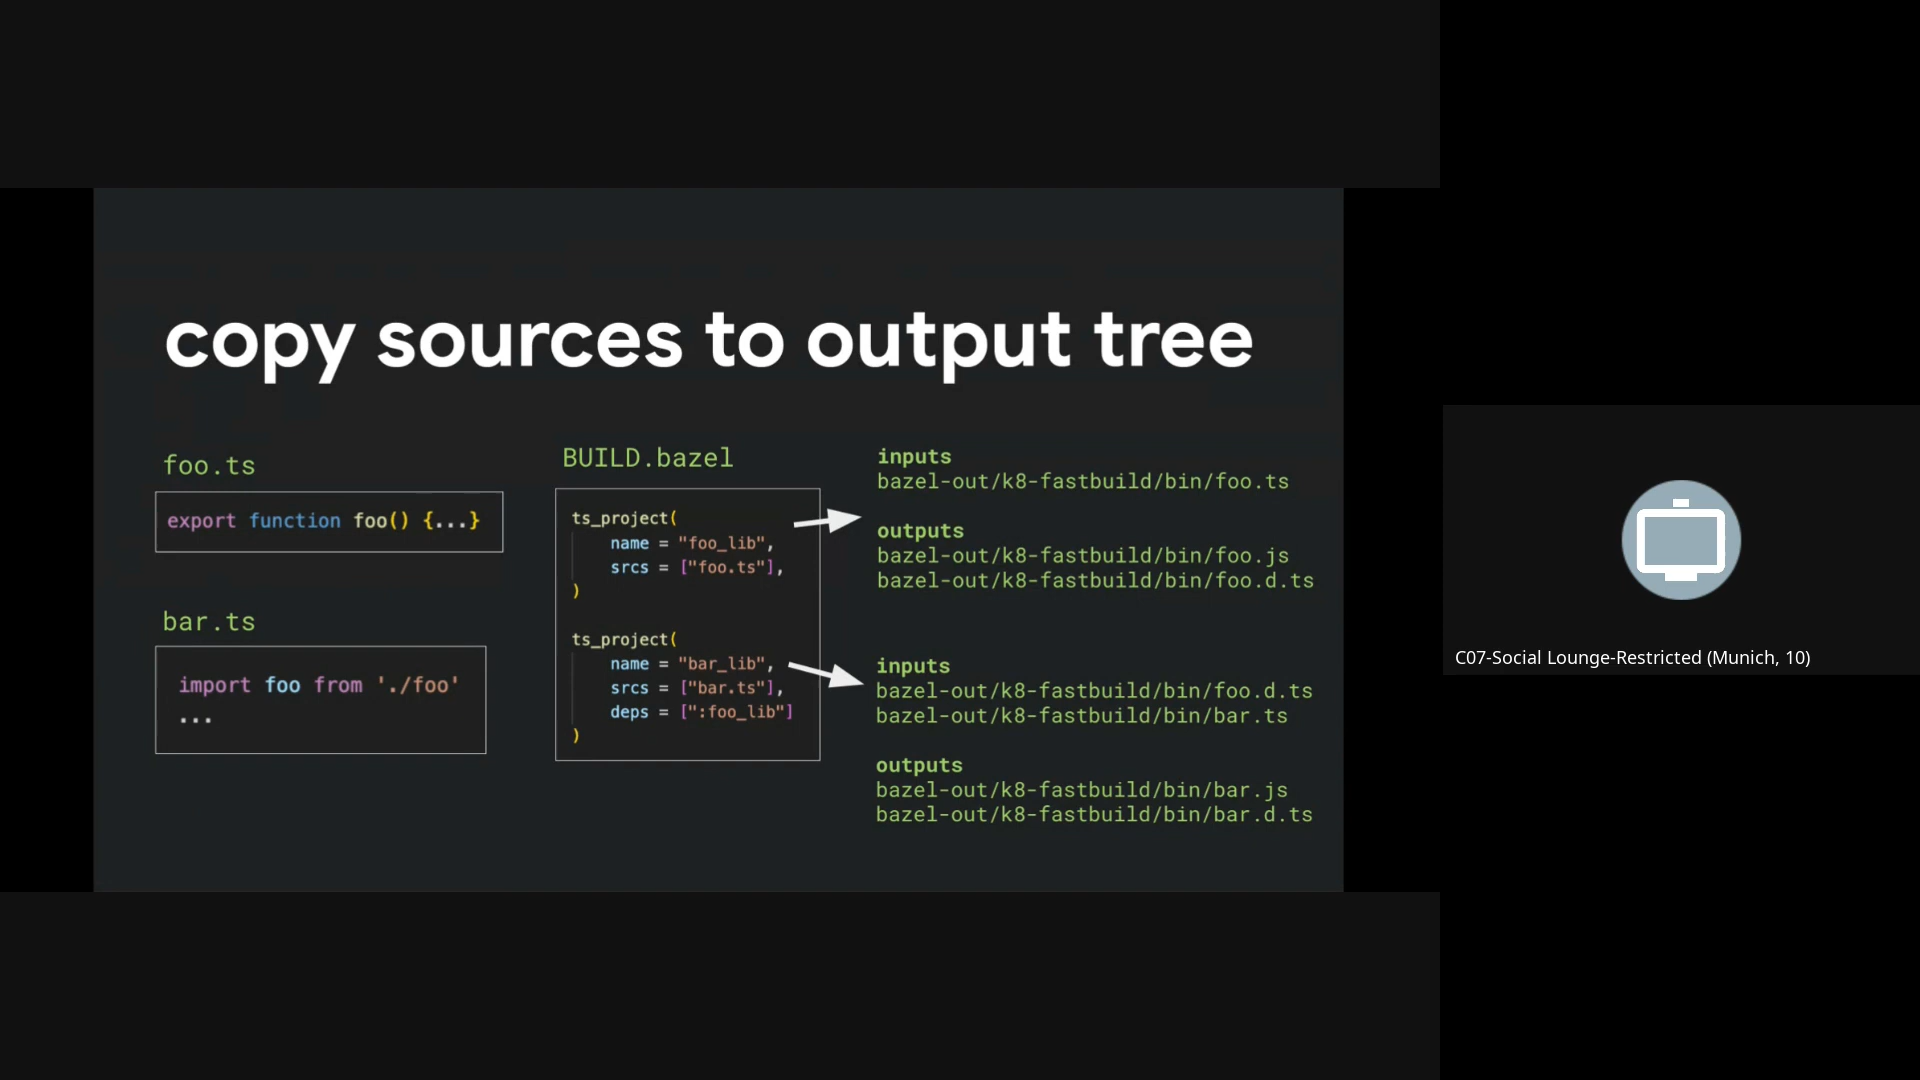 copy sources to output tree
foo.ts
export function foo() {...}
bar.ts
import foo from './foo'
...
BUILD.bazel
ts_project(
name = "foo_lib",
srcs = ["foo.ts"],
)
ts_project(
name = "bar_lib",
srcs = ["bar.ts"],
deps = [":foo_lib"]
)
inputs
bazel-out/k8-fastbuild/bin/foo.ts
outputs
bazel-out/k8-fastbuild/bin/foo.js
bazel-out/k8-fastbuild/bin/foo.d.ts
inputs
bazel-out/k8-fastbuild/bin/foo.d.ts
bazel-out/k8-fastbuild/bin/bar.ts
outputs
bazel-out/k8-fastbuild/bin/bar.js
bazel-out/k8-fastbuild/bin/bar.d.ts
C07-Social Lounge-Restricted (Munich, 10)